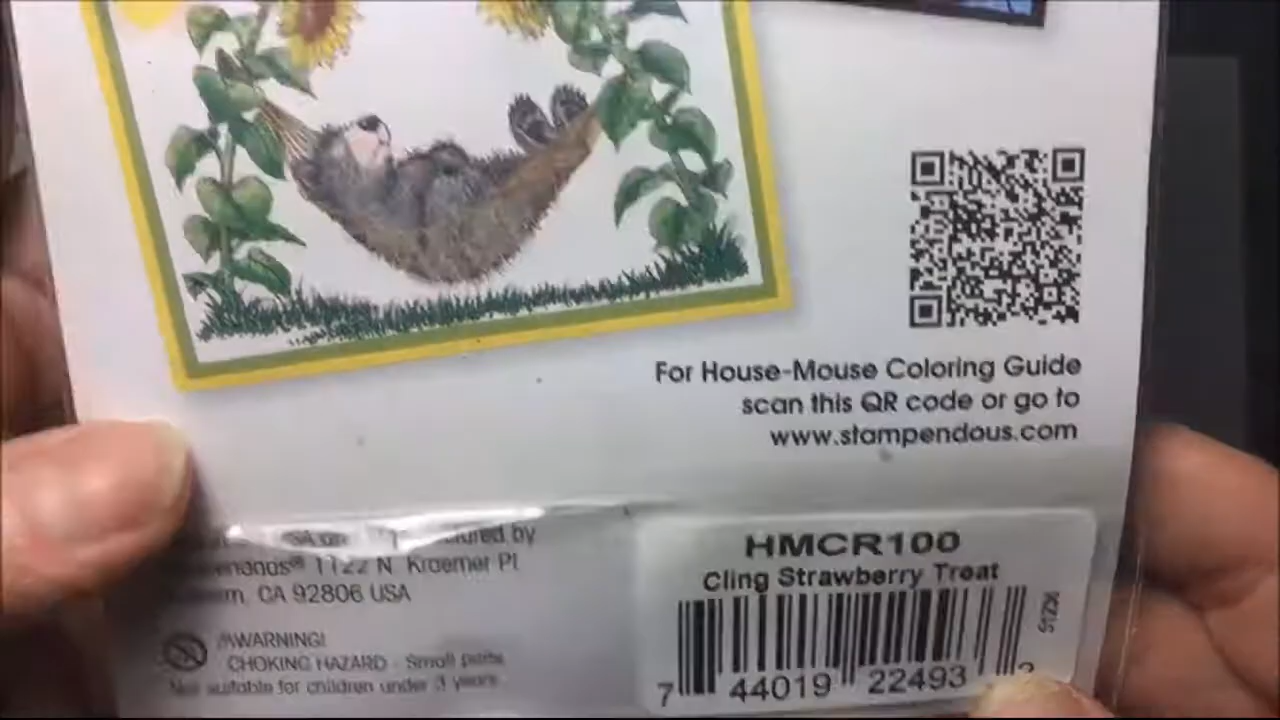 For House-Mouse Coloring Guide
scan this QR code or go to
www.stampendous.com
by
1122 N. Kraemer Pl
CA 92806 USA
⚠WARNING!
CHOKING HAZARD - Small parts
Not suitable for children under 3 years
HMCR100
Cling Strawberry Treat
51236
7 44019 22493